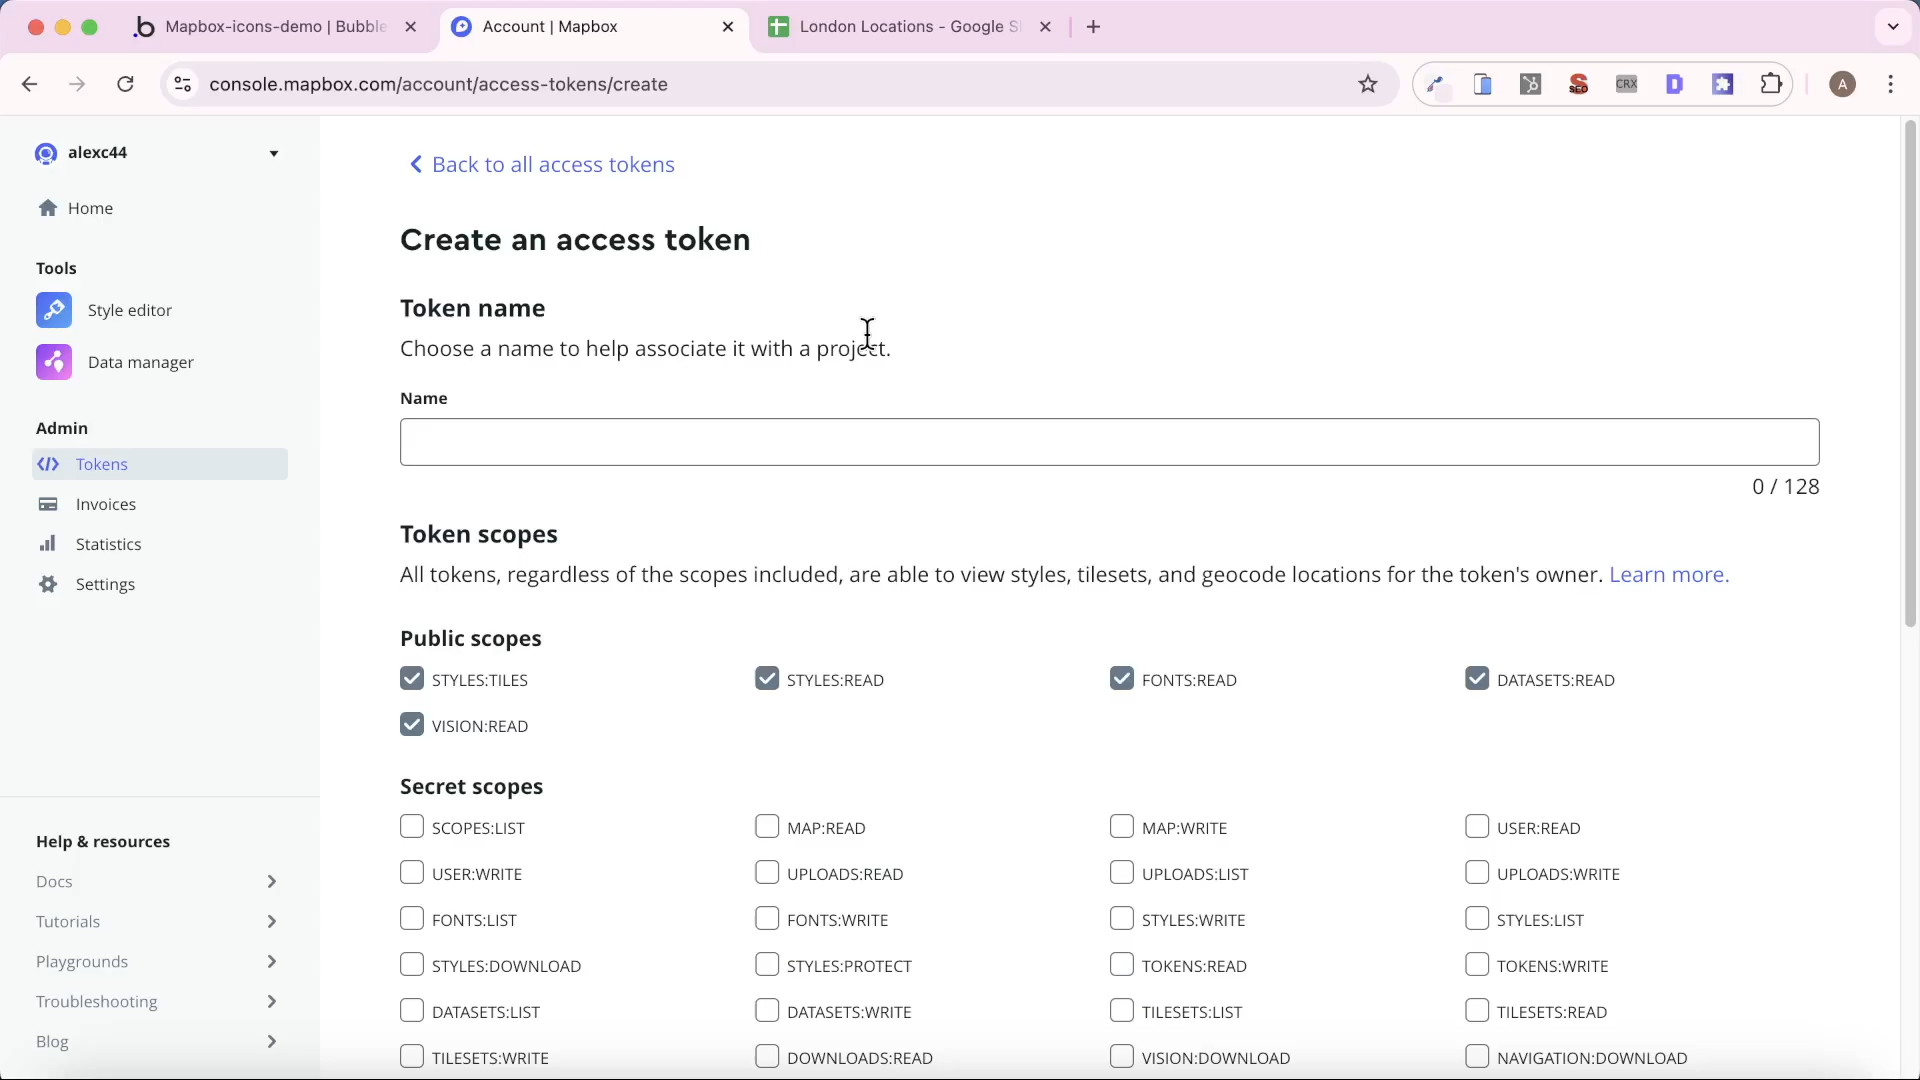 Mapbox-icons-demo | Bubble
Account | Mapbox
London Locations - Google S
console.mapbox.com/account/access-tokens/create
SEO
CRX
A
alexc44
Home
Tools
Style editor
Data manager
Admin
Tokens
Invoices
Statistics
Settings
Help & resources
Docs
Tutorials
Playgrounds
Troubleshooting
Blog
Back to all access tokens
Create an access token
Token name
Choose a name to help associate it with a project.
Name
0 / 128
Token scopes
All tokens, regardless of the scopes included, are able to view styles, tilesets, and geocode locations for the token's owner. Learn more.
Public scopes
STYLES:TILES STYLES:READ FONTS:READ DATASETS:READ
VISION:READ
Secret scopes
SCOPES:LIST MAP:READ MAP:WRITE USER:READ
USER:WRITE UPLOADS:READ UPLOADS:LIST UPLOADS:WRITE
FONTS:LIST FONTS:WRITE STYLES:WRITE STYLES:LIST
STYLES:DOWNLOAD STYLES:PROTECT TOKENS:READ TOKENS:WRITE
DATASETS:LIST DATASETS:WRITE TILESETS:LIST TILESETS:READ
TILESETS:WRITE DOWNLOADS:READ VISION:DOWNLOAD NAVIGATION:DOWNLOAD